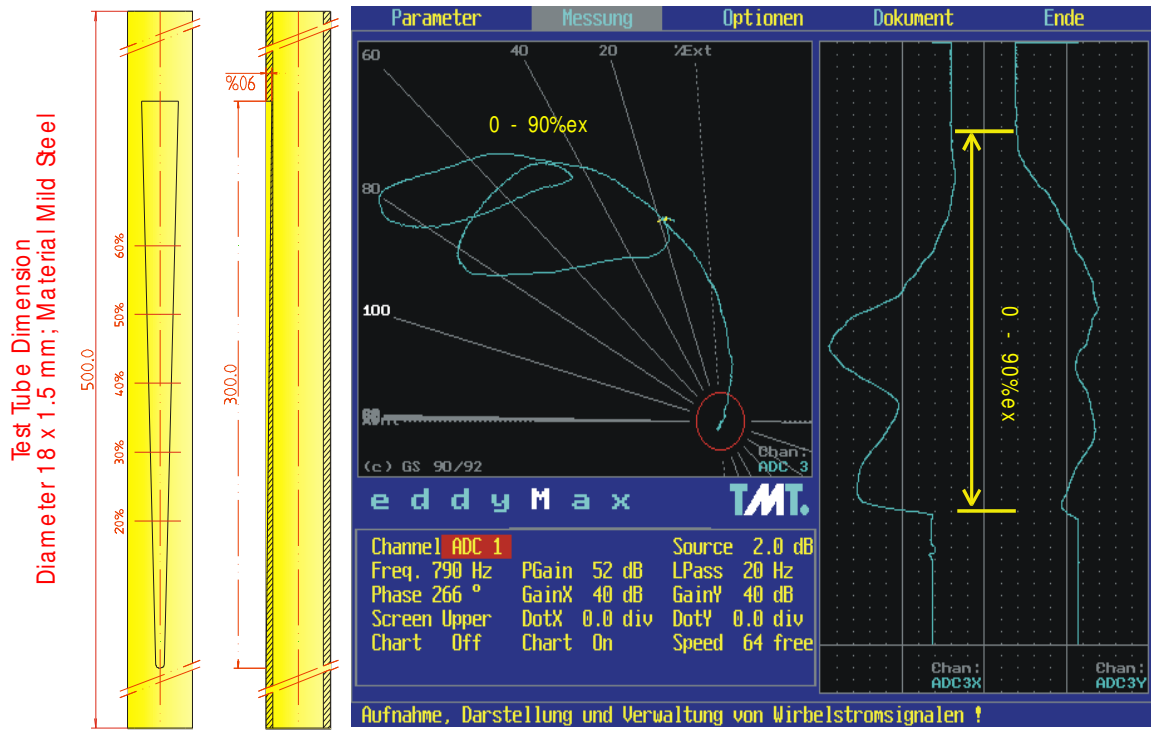 Test Tube Dimension
Diameter 18 x 1.5 mm; Material Mild Steel
500.0
60%
50%
40%
30%
20%
90%
300.0
Parameter Messung Optionen Dokument Ende
60 40 20 %Ext
0 - 90%ex
80
100
Chan:
ADC 3
(c) GS 90/92
eddyMax TMT.
Channel ADC 1 Source 2.0 dB
Freq. 790 Hz PGain 52 dB LPass 20 Hz
Phase 266 ° GainX 40 dB GainY 40 dB
Screen Upper DotX 0.0 div DotY 0.0 div
Chart Off Chart On Speed 64 free
0 - 90%ex
Chan: Chan:
ADC3X ADC3Y
Aufnahme, Darstellung und Verwaltung von Wirbelstromsignalen !